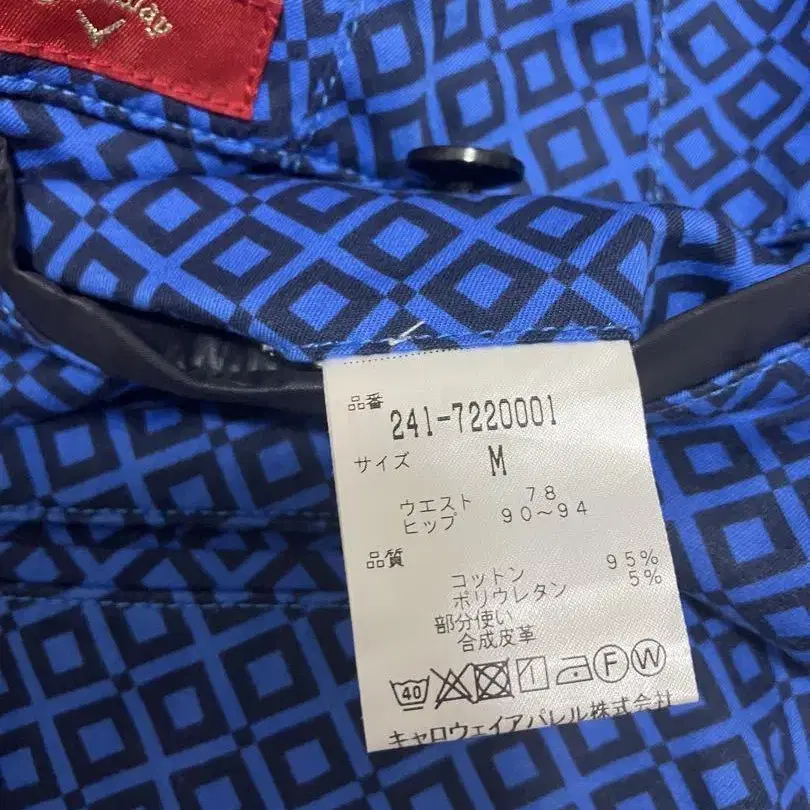 品番
241-7220001
サイズ M
ウエスト 78
ヒップ 90～94
品質
コットン 95%
ポリウレタン 5%
部分使い
合成皮革
40 F W
キャロウェイアパレル株式会社